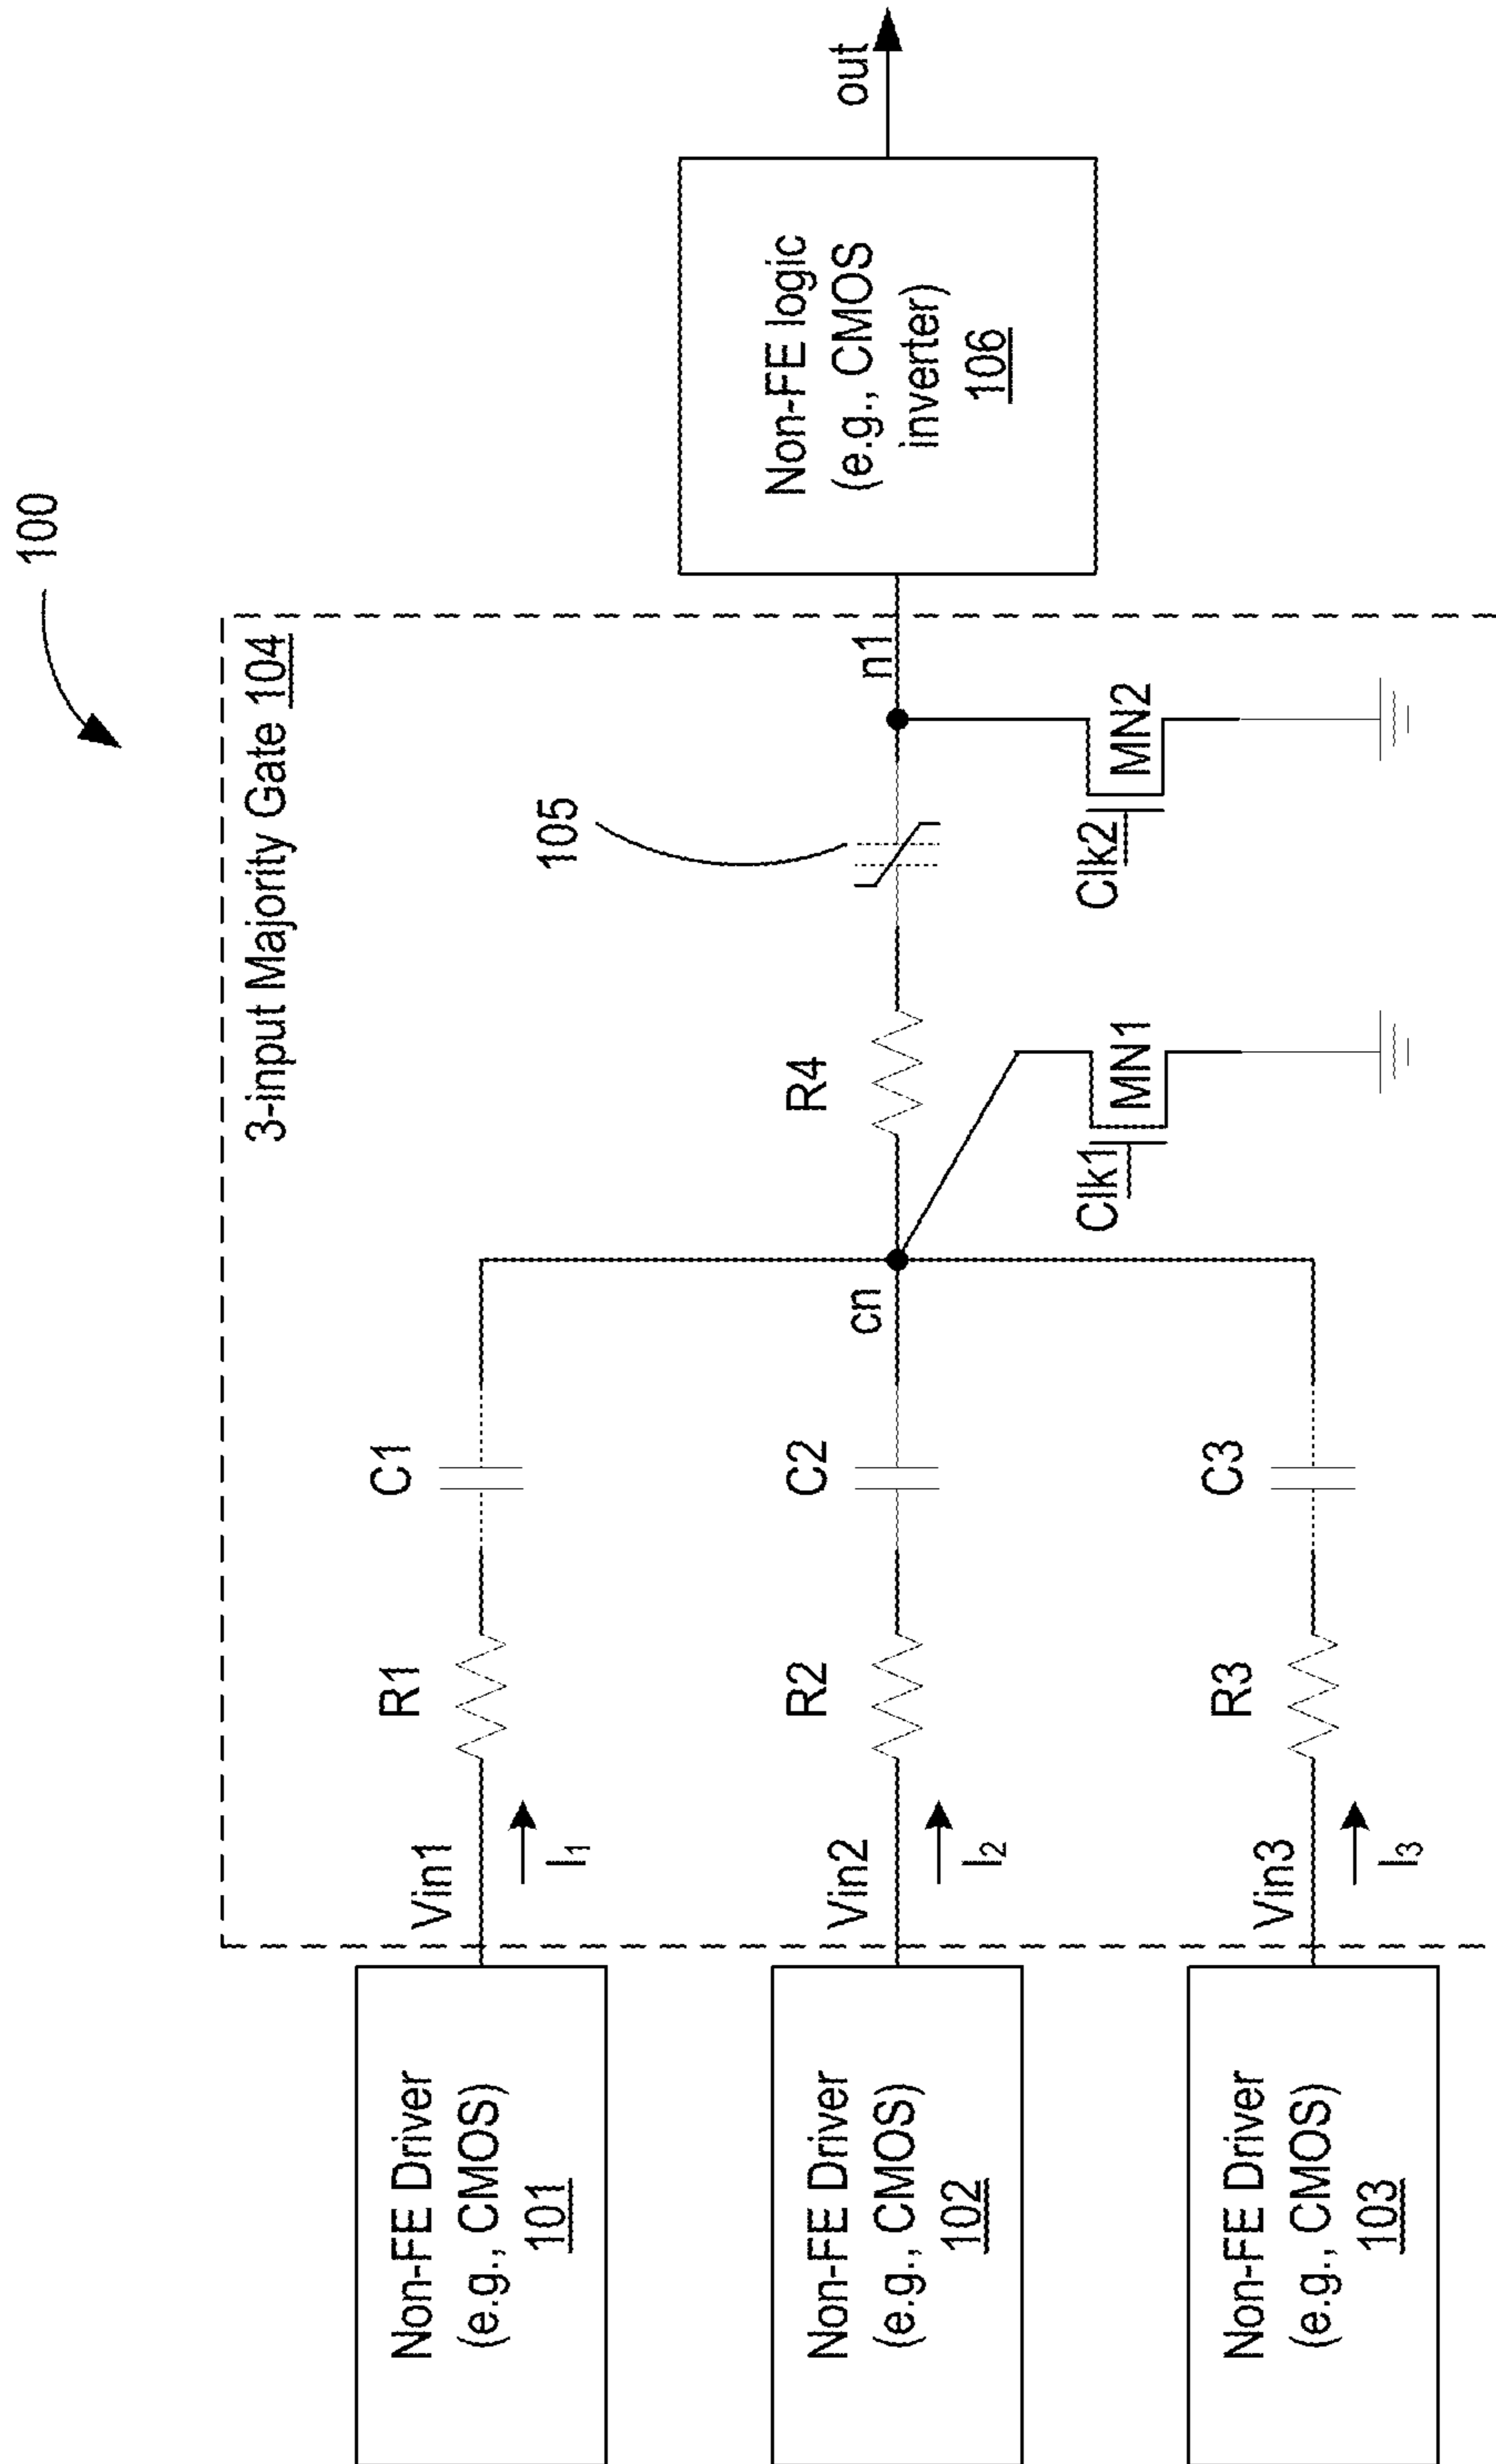 100
3-input Majority Gate 104
Non-FE Driver
(e.g., CMOS)
101
Vin1
I1
R1
C1
Non-FE Driver
(e.g., CMOS)
102
Vin2
I2
R2
C2
cn
R4
105
n1
Non-FE logic
(e.g., CMOS
inverter)
106
out
Clk1
MN1
Clk2
MN2
Non-FE Driver
(e.g., CMOS)
103
Vin3
I3
R3
C3